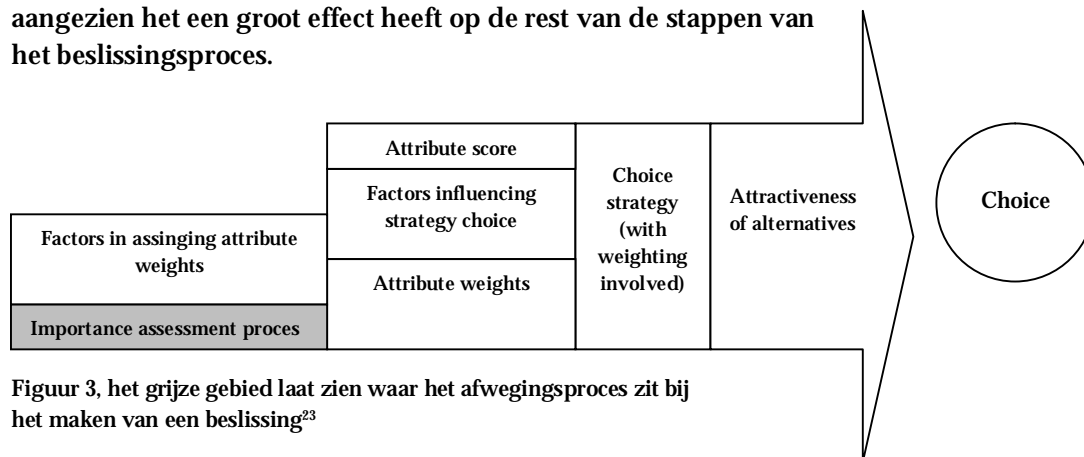 aangezien het een groot effect heeft op de rest van de stappen van
het beslissingsproces.
Factors in assinging attribute
weights
Importance assessment proces
Attribute score
Factors influencing
strategy choice
Attribute weights
Choice
strategy
(with
weighting
involved)
Attractiveness
of alternatives
Choice
Figuur 3, het grijze gebied laat zien waar het afwegingsproces zit bij
het maken van een beslissing²³